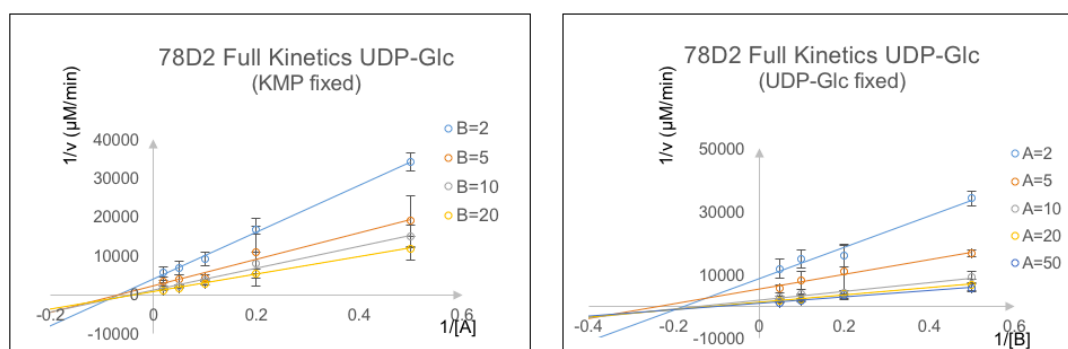 78D2 Full Kinetics UDP-Glc
(KMP fixed)
1/v (µM/min)
40000
30000
20000
10000
0
-10000
-0.2
0
0.2
0.4
0.6
1/[A]
B=2
B=5
B=10
B=20
78D2 Full Kinetics UDP-Glc
(UDP-Glc fixed)
1/v (µM/min)
50000
30000
10000
-10000
-0.4
-0.2
0
0.2
0.4
0.6
1/[B]
A=2
A=5
A=10
A=20
A=50